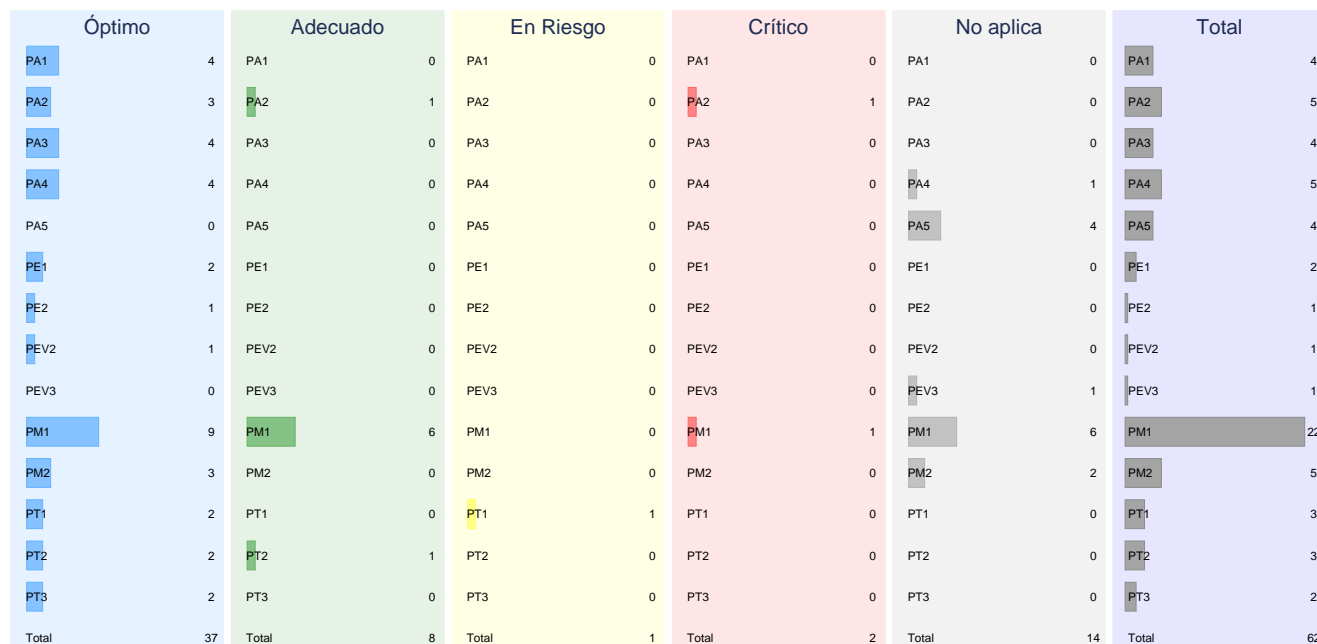 Óptimo Adecuado En Riesgo Crítico No aplica Total
PA1 4 PA1 0 PA1 0 PA1 0 PA1 0 PA1 4
PA2 3 PA2 1 PA2 0 PA2 1 PA2 0 PA2 5
PA3 4 PA3 0 PA3 0 PA3 0 PA3 0 PA3 4
PA4 4 PA4 0 PA4 0 PA4 0 PA4 1 PA4 5
PA5 0 PA5 0 PA5 0 PA5 0 PA5 4 PA5 4
PE1 2 PE1 0 PE1 0 PE1 0 PE1 0 PE1 2
PE2 1 PE2 0 PE2 0 PE2 0 PE2 0 PE2 1
PEV2 1 PEV2 0 PEV2 0 PEV2 0 PEV2 0 PEV2 1
PEV3 0 PEV3 0 PEV3 0 PEV3 0 PEV3 1 PEV3 1
PM1 9 PM1 6 PM1 0 PM1 1 PM1 6 PM1 22
PM2 3 PM2 0 PM2 0 PM2 0 PM2 2 PM2 5
PT1 2 PT1 0 PT1 1 PT1 0 PT1 0 PT1 3
PT2 2 PT2 1 PT2 0 PT2 0 PT2 0 PT2 3
PT3 2 PT3 0 PT3 0 PT3 0 PT3 0 PT3 2
Total 37 Total 8 Total 1 Total 2 Total 14 Total 62